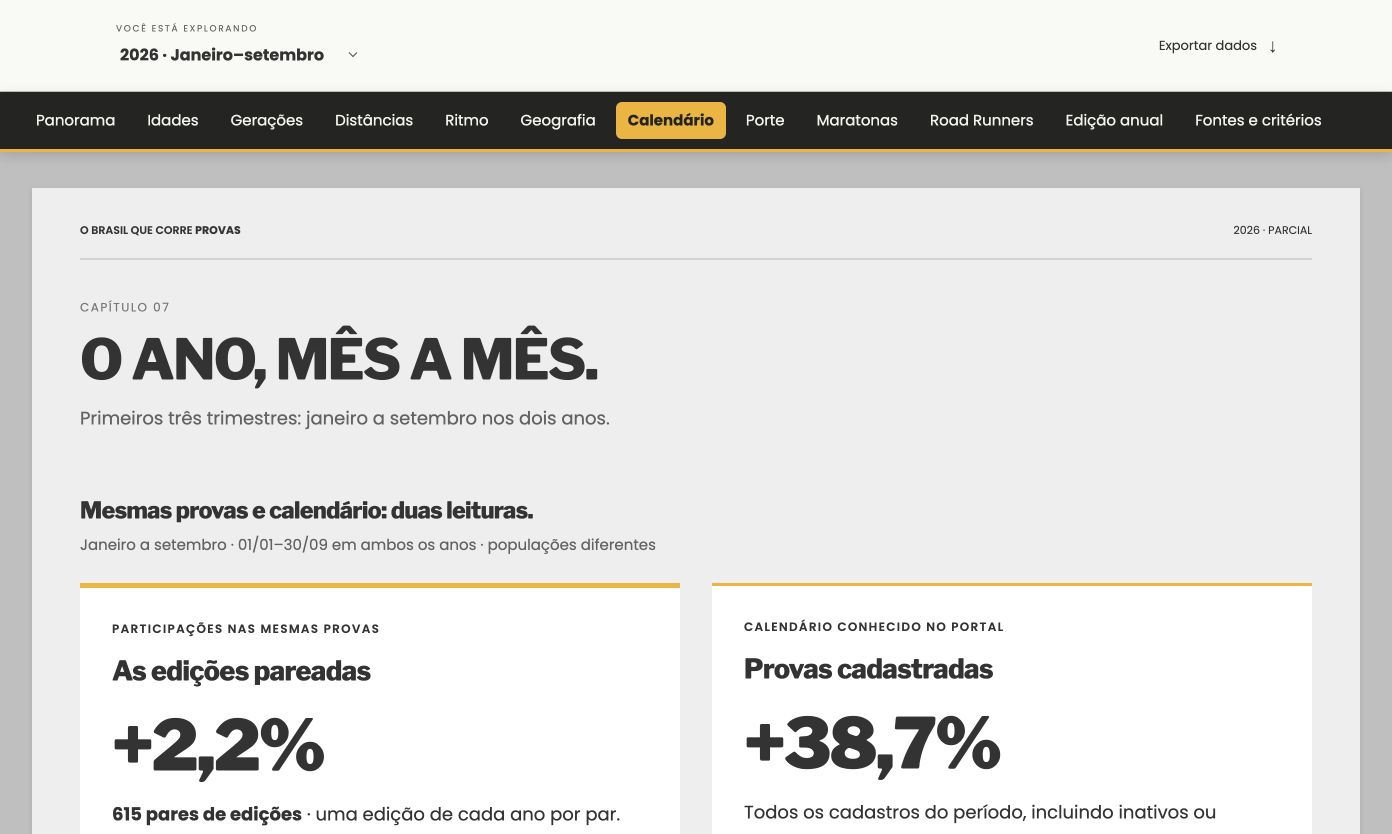 VOCÊ ESTÁ EXPLORANDO
2026 · Janeiro–setembro
Exportar dados ↓
Panorama Idades Gerações Distâncias Ritmo Geografia Calendário Porte Maratonas Road Runners Edição anual Fontes e critérios
O BRASIL QUE CORRE PROVAS
2026 · PARCIAL
CAPÍTULO 07
O ANO, MÊS A MÊS.
Primeiros três trimestres: janeiro a setembro nos dois anos.
Mesmas provas e calendário: duas leituras.
Janeiro a setembro · 01/01–30/09 em ambos os anos · populações diferentes
PARTICIPAÇÕES NAS MESMAS PROVAS
As edições pareadas
+2,2%
615 pares de edições · uma edição de cada ano por par.
CALENDÁRIO CONHECIDO NO PORTAL
Provas cadastradas
+38,7%
Todos os cadastros do período, incluindo inativos ou